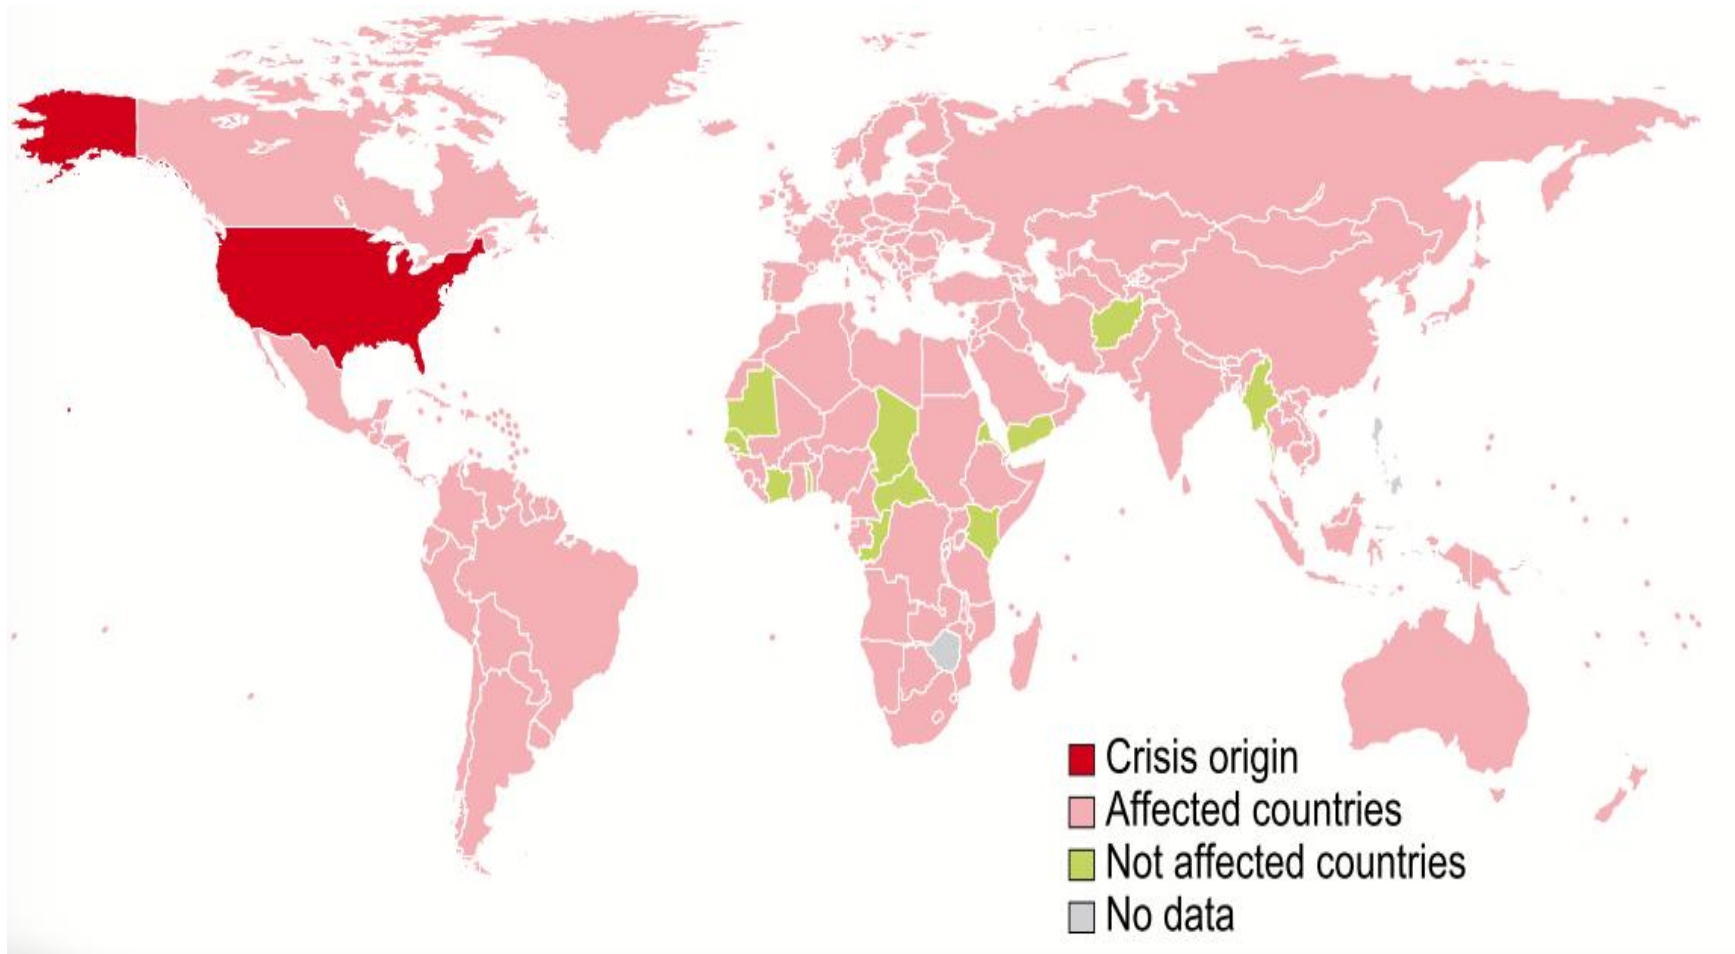 Crisis origin
Affected countries
Not affected countries
No data